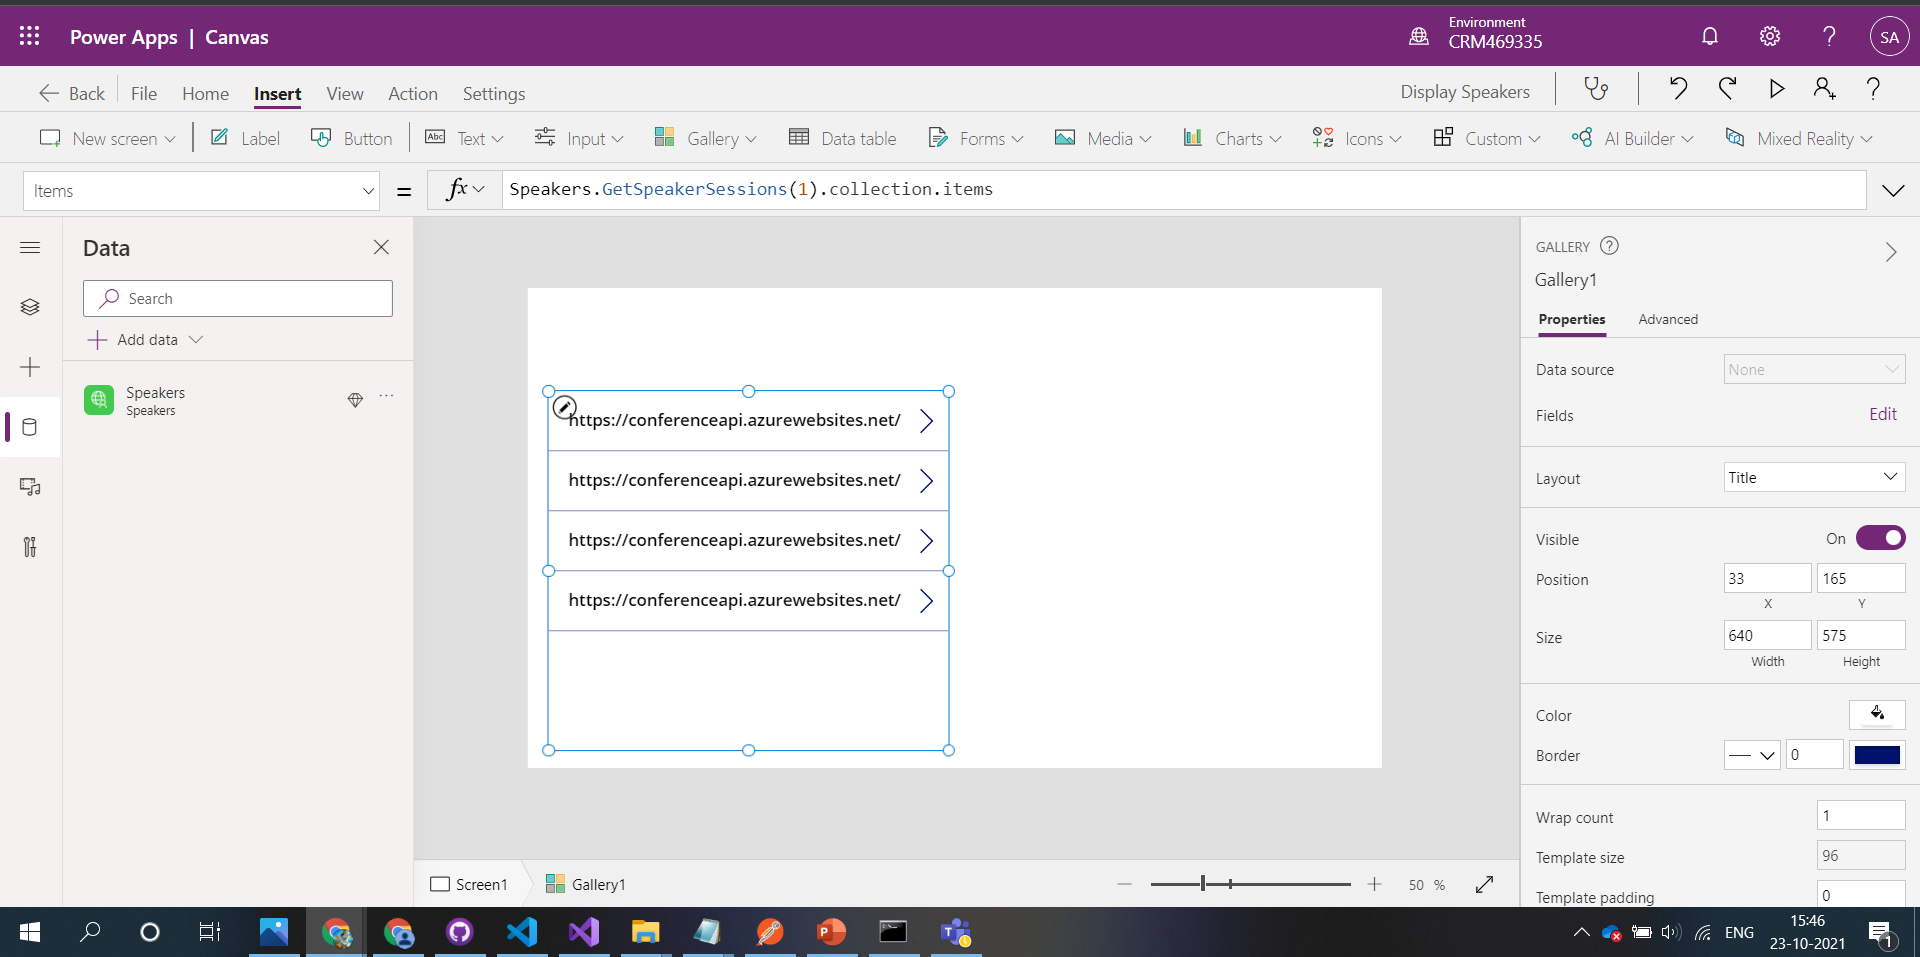 Power Apps | Canvas
Environment
CRM469335
SA
Back File Home Insert View Action Settings
Display Speakers
New screen Label Button Text Input Gallery Data table Forms Media Charts Icons Custom AI Builder Mixed Reality
Abc
Items = fx Speakers.GetSpeakerSessions(1).collection.items
Data
Search
Add data
Speakers
Speakers
https://conferenceapi.azurewebsites.net/
https://conferenceapi.azurewebsites.net/
https://conferenceapi.azurewebsites.net/
https://conferenceapi.azurewebsites.net/
GALLERY ?
Gallery1
Properties Advanced
Data source None
Fields Edit
Layout Title
Visible On
Position 33 165
X Y
Size 640 575
Width Height
Color
Border 0
Wrap count 1
Template size 96
Template padding 0
Screen1 Gallery1
50 %
ENG
15:46
23-10-2021
1